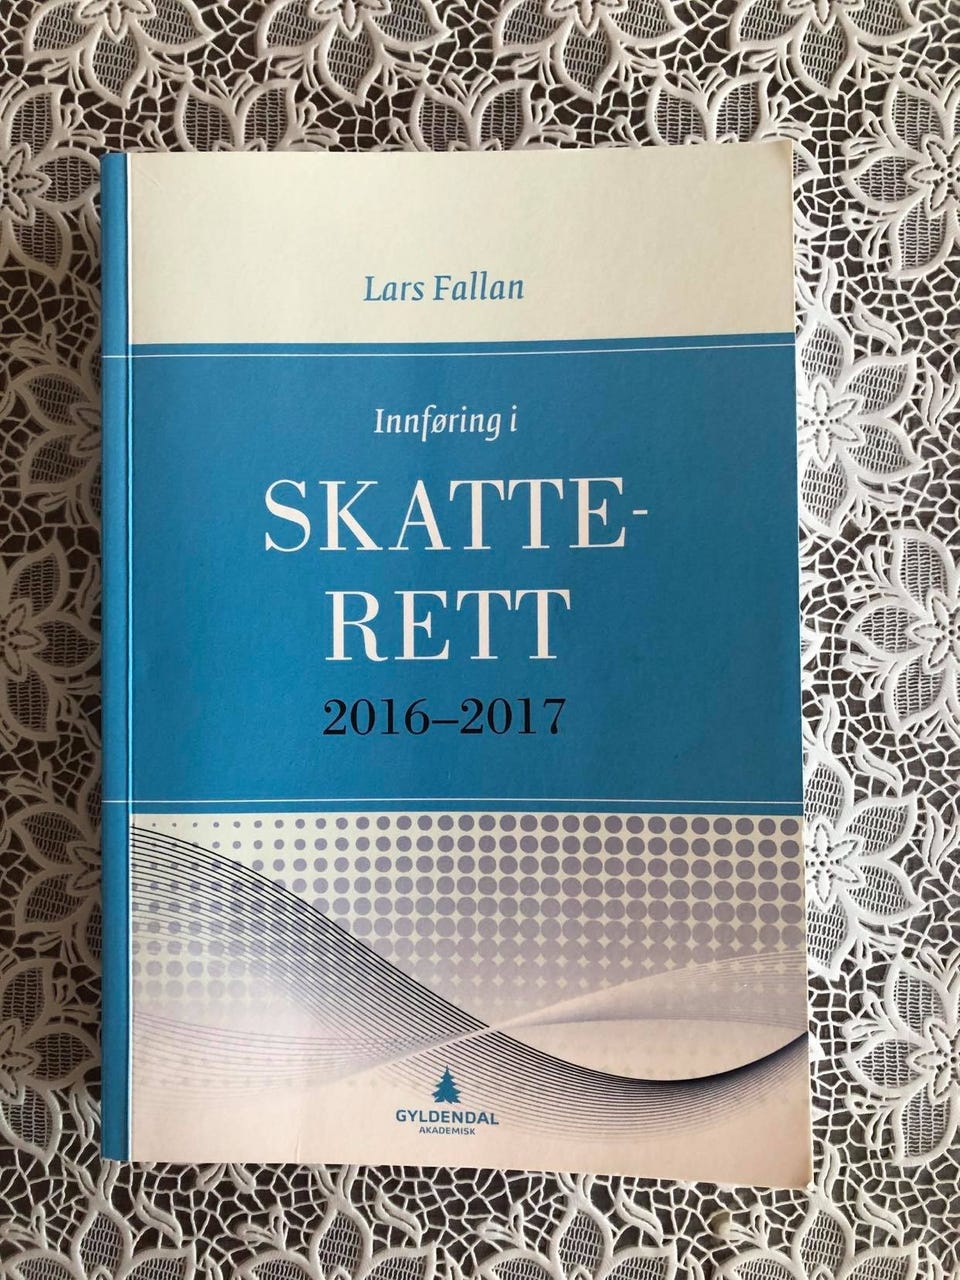 Lars Fallan
Innføring i
SKATTE-
RETT
2016–2017
GYLDENDAL
AKADEMISK